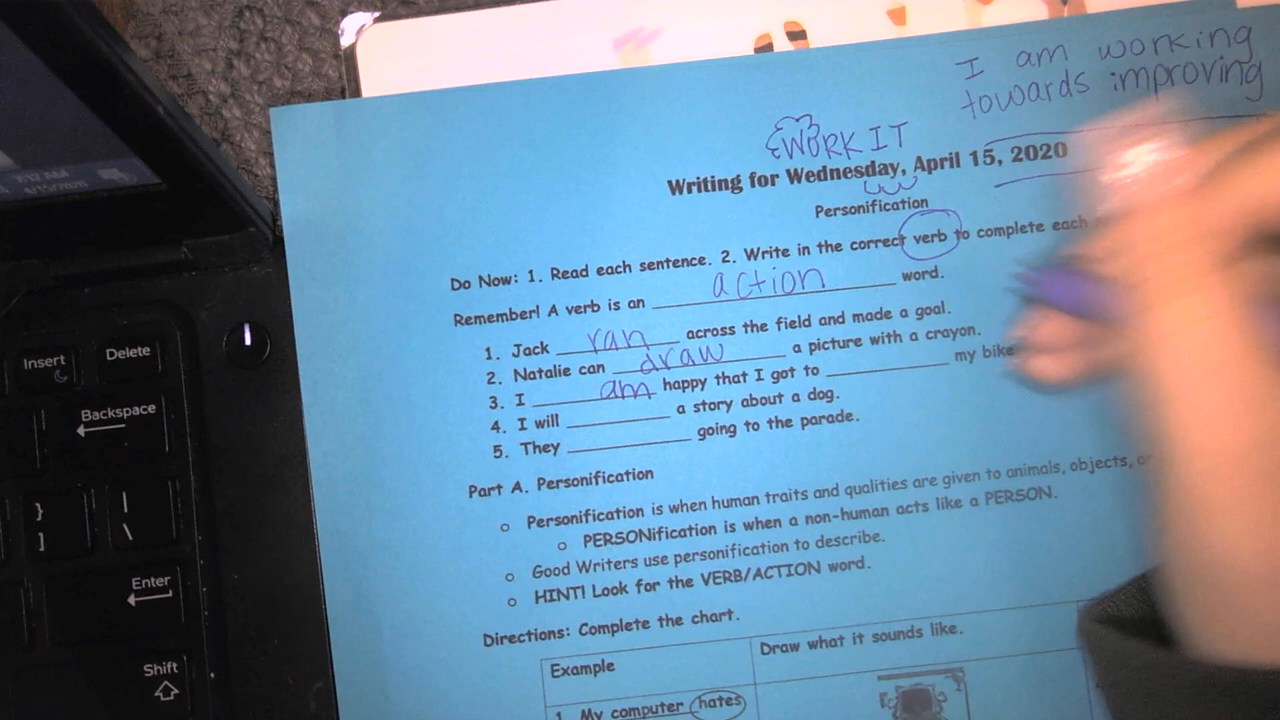 I am working
towards improving
WORK IT
Writing for Wednesday, April 15, 2020
Personification
Do Now: 1. Read each sentence. 2. Write in the correct verb to complete each
Remember! A verb is an action word.
1. Jack ran across the field and made a goal.
2. Natalie can draw a picture with a crayon.
3. I am happy that I got to __________ my bike
4. I will __________ a story about a dog.
5. They __________ going to the parade.
Part A. Personification
o Personification is when human traits and qualities are given to animals, objects, or
o PERSONification is when a non-human acts like a PERSON.
o Good Writers use personification to describe.
o HINT! Look for the VERB/ACTION word.
Directions: Complete the chart.
Example
Draw what it sounds like.
1. My computer hates
Insert
Delete
Backspace
}
]
|
\
Enter
Shift